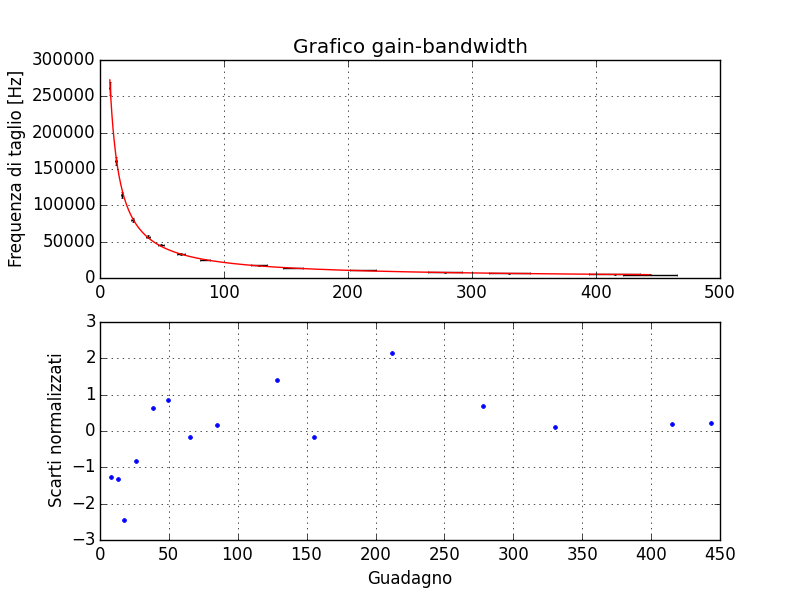 Grafico gain-bandwidth
300000
250000
200000
150000
100000
50000
0
Frequenza di taglio [Hz]
0 100 200 300 400 500
3
2
1
0
−1
−2
−3
Scarti normalizzati
0 50 100 150 200 250 300 350 400 450
Guadagno